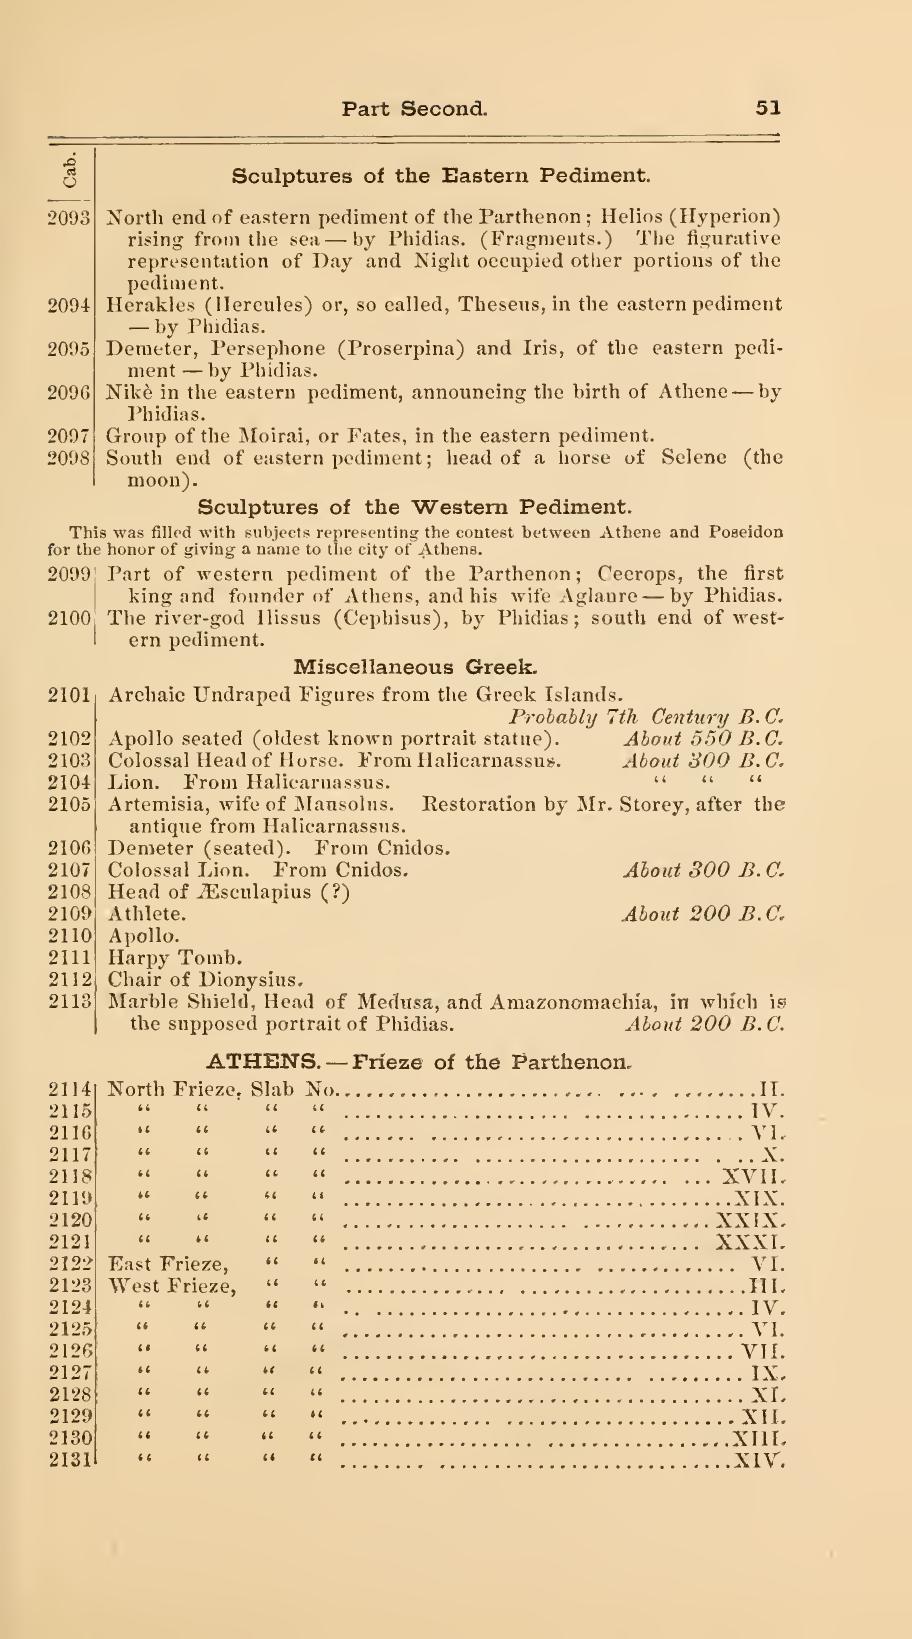 Part Second. 51
Cab.
Sculptures of the Eastern Pediment.
2093 North end of eastern pediment of the Parthenon; Helios (Hyperion)
rising from the sea — by Phidias. (Fragments.) The figurative
representation of Day and Night occupied other portions of the
pediment.
2094 Herakles (Hercules) or, so called, Theseus, in the eastern pediment
— by Phidias.
2095 Demeter, Persephone (Proserpina) and Iris, of the eastern pedi-
ment — by Phidias.
2096 Nikè in the eastern pediment, announcing the birth of Athene — by
Phidias.
2097 Group of the Moirai, or Fates, in the eastern pediment.
2098 South end of eastern pediment; head of a horse of Selene (the
moon).
Sculptures of the Western Pediment.
This was filled with subjects representing the contest between Athene and Poseidon
for the honor of giving a name to the city of Athens.
2099 Part of western pediment of the Parthenon; Cecrops, the first
king and founder of Athens, and his wife Aglaure — by Phidias.
2100 The river-god Ilissus (Cephisus), by Phidias; south end of west-
ern pediment.
Miscellaneous Greek.
2101 Archaic Undraped Figures from the Greek Islands.
Probably 7th Century B.C.
2102 Apollo seated (oldest known portrait statue). About 550 B.C.
2103 Colossal Head of Horse. From Halicarnassus. About 300 B.C.
2104 Lion. From Halicarnassus. “ “ “
2105 Artemisia, wife of Mausolus. Restoration by Mr. Storey, after the
antique from Halicarnassus.
2106 Demeter (seated). From Cnidos.
2107 Colossal Lion. From Cnidos. About 300 B.C.
2108 Head of Æsculapius (?)
2109 Athlete. About 200 B.C.
2110 Apollo.
2111 Harpy Tomb.
2112 Chair of Dionysius.
2113 Marble Shield, Head of Medusa, and Amazonomachia, in which is
the supposed portrait of Phidias. About 200 B.C.
ATHENS. — Frieze of the Parthenon.
2114 North Frieze, Slab No. .......... II.
2115 “ “ “ “ .......... IV.
2116 “ “ “ “ .......... VI.
2117 “ “ “ “ .......... X.
2118 “ “ “ “ .......... XVII.
2119 “ “ “ “ .......... XIX.
2120 “ “ “ “ .......... XXIX.
2121 “ “ “ “ .......... XXXI.
2122 East Frieze, “ “ .......... VI.
2123 West Frieze, “ “ .......... III.
2124 “ “ “ “ .......... IV.
2125 “ “ “ “ .......... VI.
2126 “ “ “ “ .......... VII.
2127 “ “ “ “ .......... IX.
2128 “ “ “ “ .......... XI.
2129 “ “ “ “ .......... XII.
2130 “ “ “ “ .......... XIII.
2131 “ “ “ “ .......... XIV.